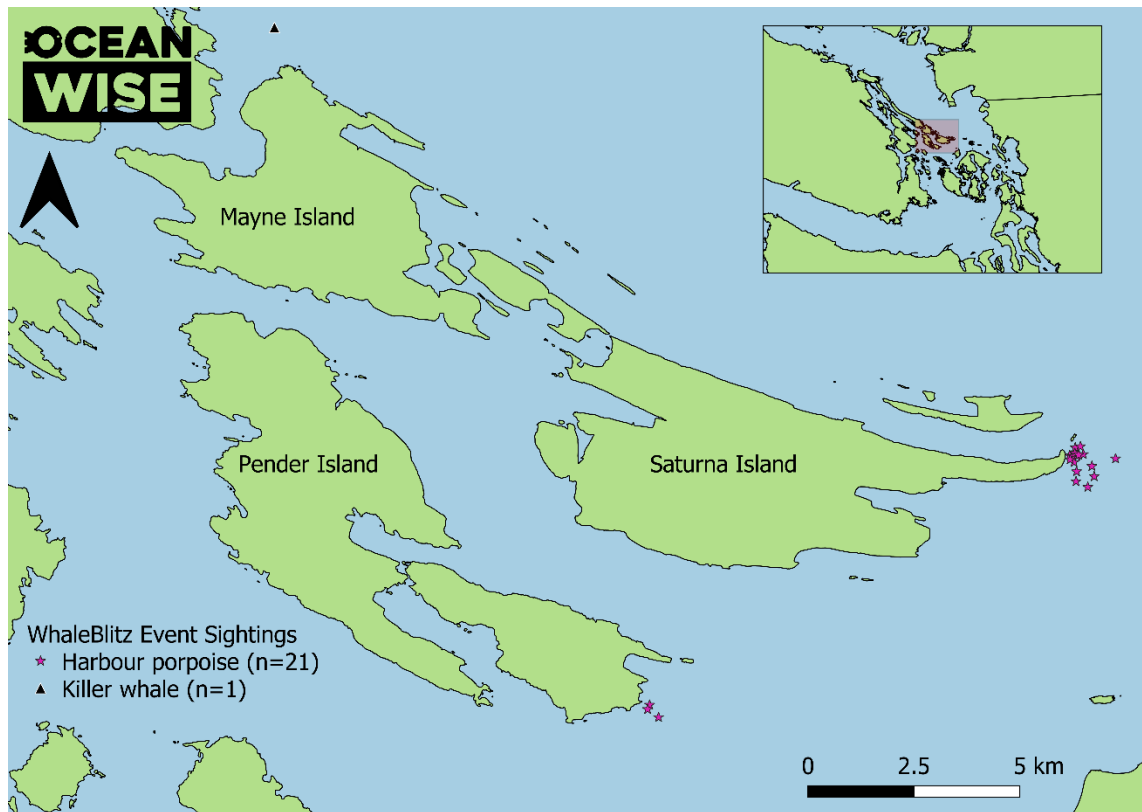 OCEAN
WISE
Mayne Island
Pender Island
Saturna Island
WhaleBlitz Event Sightings
Harbour porpoise (n=21)
Killer whale (n=1)
0 2.5 5 km